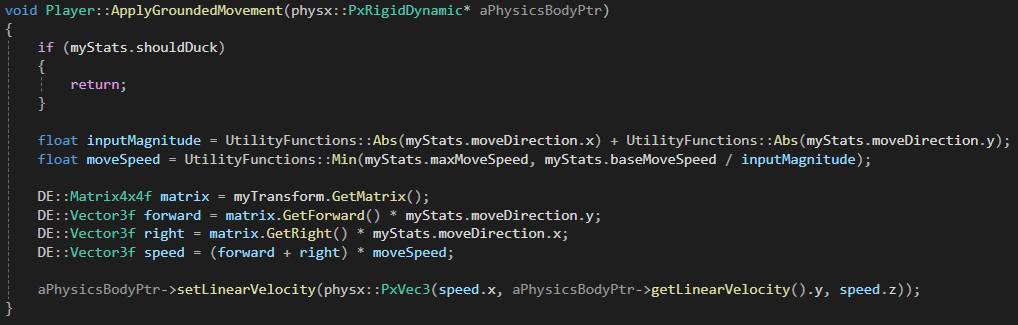 void Player::ApplyGroundedMovement(physx::PxRigidDynamic* aPhysicsBodyPtr)
{
    if (myStats.shouldDuck)
    {
        return;
    }

    float inputMagnitude = UtilityFunctions::Abs(myStats.moveDirection.x) + UtilityFunctions::Abs(myStats.moveDirection.y);
    float moveSpeed = UtilityFunctions::Min(myStats.maxMoveSpeed, myStats.baseMoveSpeed / inputMagnitude);

    DE::Matrix4x4f matrix = myTransform.GetMatrix();
    DE::Vector3f forward = matrix.GetForward() * myStats.moveDirection.y;
    DE::Vector3f right = matrix.GetRight() * myStats.moveDirection.x;
    DE::Vector3f speed = (forward + right) * moveSpeed;

    aPhysicsBodyPtr->setLinearVelocity(physx::PxVec3(speed.x, aPhysicsBodyPtr->getLinearVelocity().y, speed.z));
}